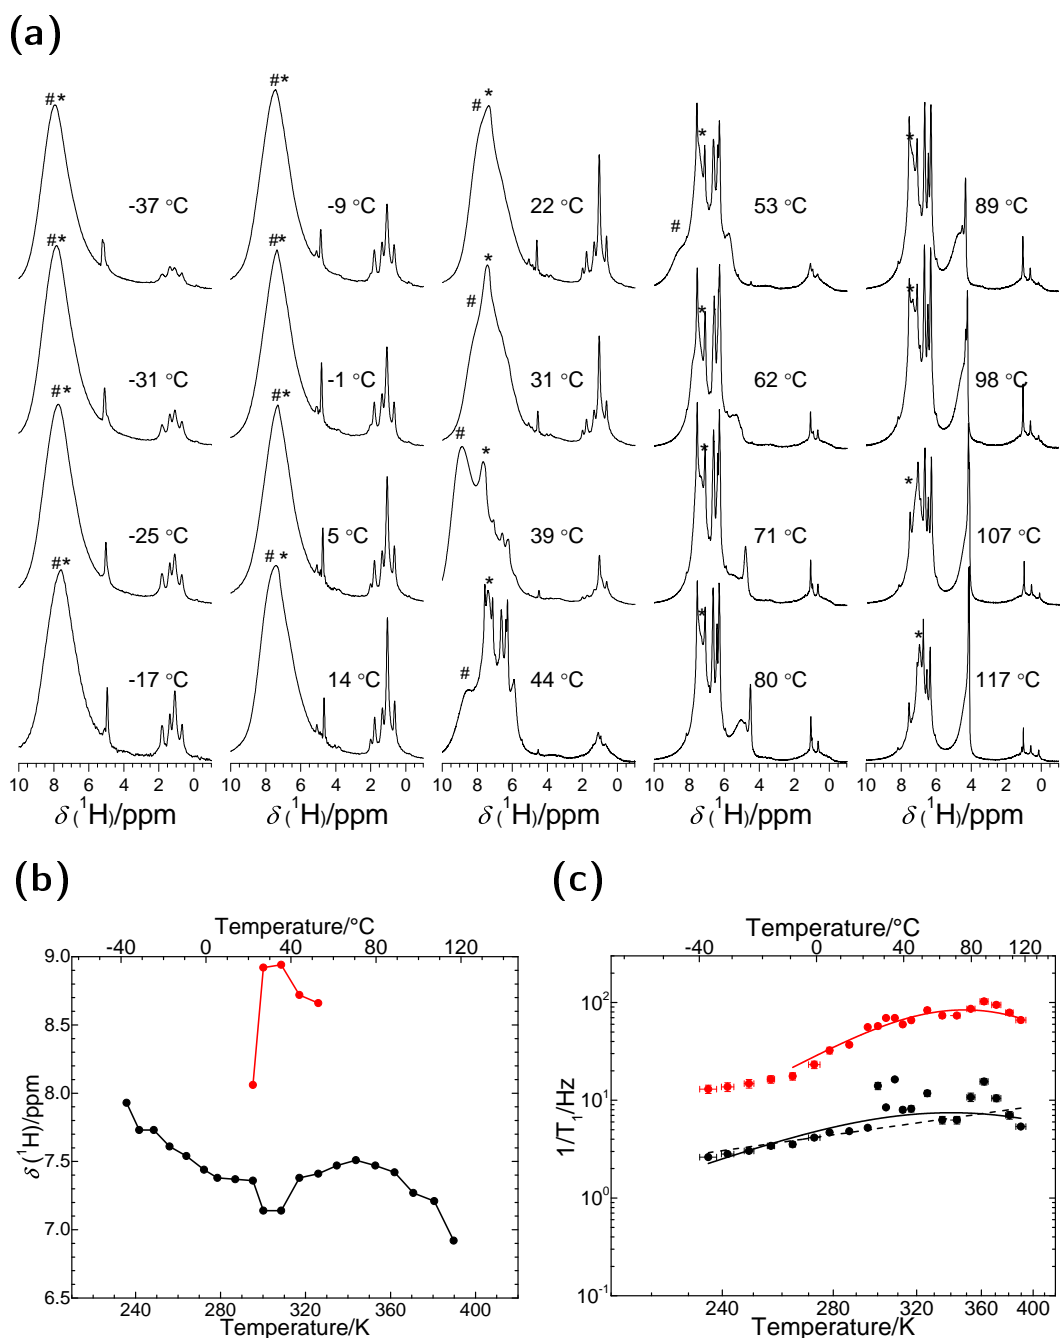 (a)
#* #* #* # * * *
-37 °C -9 °C 22 °C 53 °C 89 °C
#* #* # * # * *
-31 °C -1 °C 31 °C 62 °C 98 °C
#* #* # * * *
-25 °C 5 °C 39 °C 71 °C 107 °C
#* #* # * * *
-17 °C 14 °C 44 °C 80 °C 117 °C
10 8 6 4 2 0 10 8 6 4 2 0 10 8 6 4 2 0 10 8 6 4 2 0 10 8 6 4 2 0
δ(¹H)/ppm δ(¹H)/ppm δ(¹H)/ppm δ(¹H)/ppm δ(¹H)/ppm
(b)
Temperature/°C
-40 0 40 80 120
9.0
8.5
8.0
7.5
7.0
6.5
δ(¹H)/ppm
240 280 320 360 400
Temperature/K
(c)
Temperature/°C
-40 0 40 80 120
10²
10¹
10⁰
10⁻¹
1/T₁/Hz
240 280 320 360 400
Temperature/K